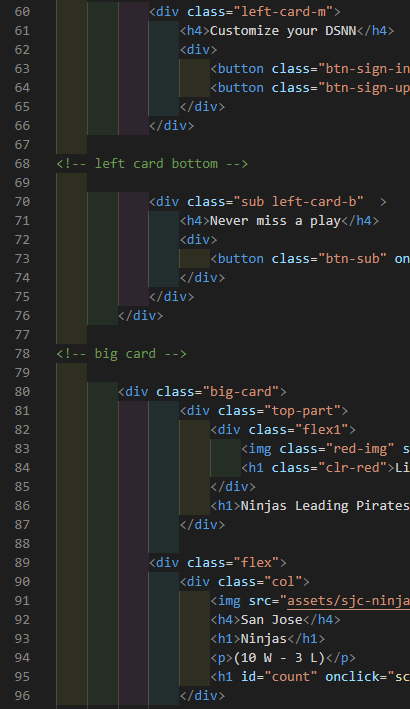 60 <div class="left-card-m">
61 <h4>Customize your DSNN</h4>
62 <div>
63 <button class="btn-sign-in
64 <button class="btn-sign-up
65 </div>
66 </div>
67
68 <!-- left card bottom -->
69
70 <div class="sub left-card-b"  >
71 <h4>Never miss a play</h4>
72 <div>
73 <button class="btn-sub" on
74 </div>
75 </div>
76 </div>
77
78 <!-- big card -->
79
80 <div class="big-card">
81 <div class="top-part">
82 <div class="flex1">
83 <img class="red-img" s
84 <h1 class="clr-red">Li
85 </div>
86 <h1>Ninjas Leading Pirates
87 </div>
88
89 <div class="flex">
90 <div class="col">
91 <img src="assets/sjc-ninja
92 <h4>San Jose</h4>
93 <h1>Ninjas</h1>
94 <p>(10 W - 3 L)</p>
95 <h1 id="count" onclick="sc
96 </div>